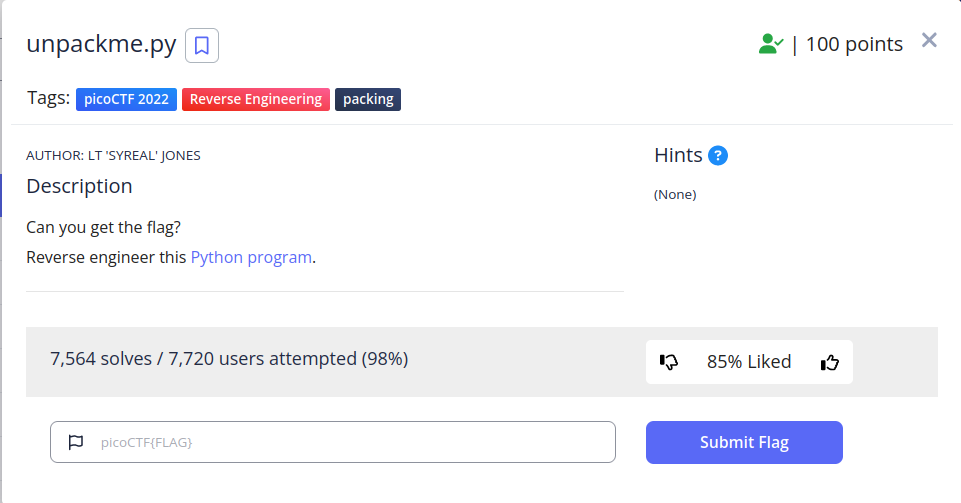 unpackme.py
| 100 points
Tags: picoCTF 2022 Reverse Engineering packing
AUTHOR: LT 'SYREAL' JONES
Description
Can you get the flag?
Reverse engineer this Python program.
Hints ?
(None)
7,564 solves / 7,720 users attempted (98%)
85% Liked
picoCTF{FLAG}
Submit Flag